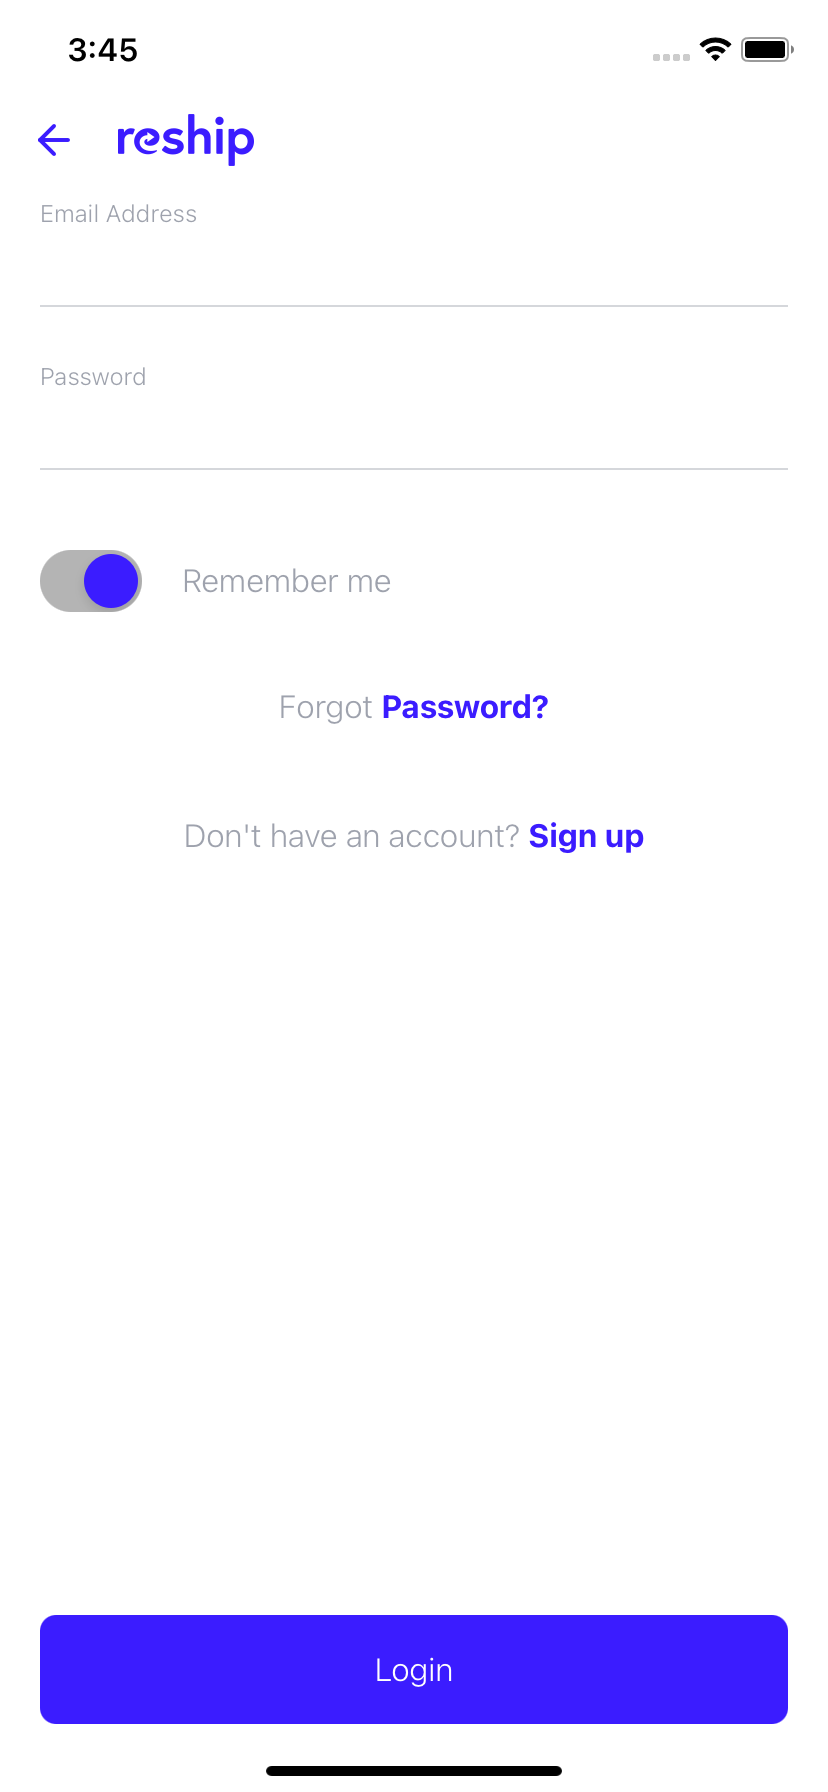 3:45
reship
Email Address
Password
Remember me
Forgot Password?
Don't have an account? Sign up
Login